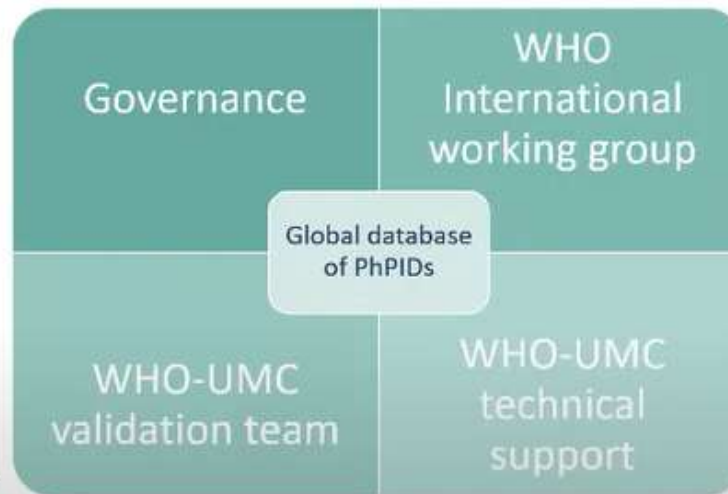 Governance
WHO
International
working group
Global database
of PhPIDs
WHO-UMC
validation team
WHO-UMC
technical
support